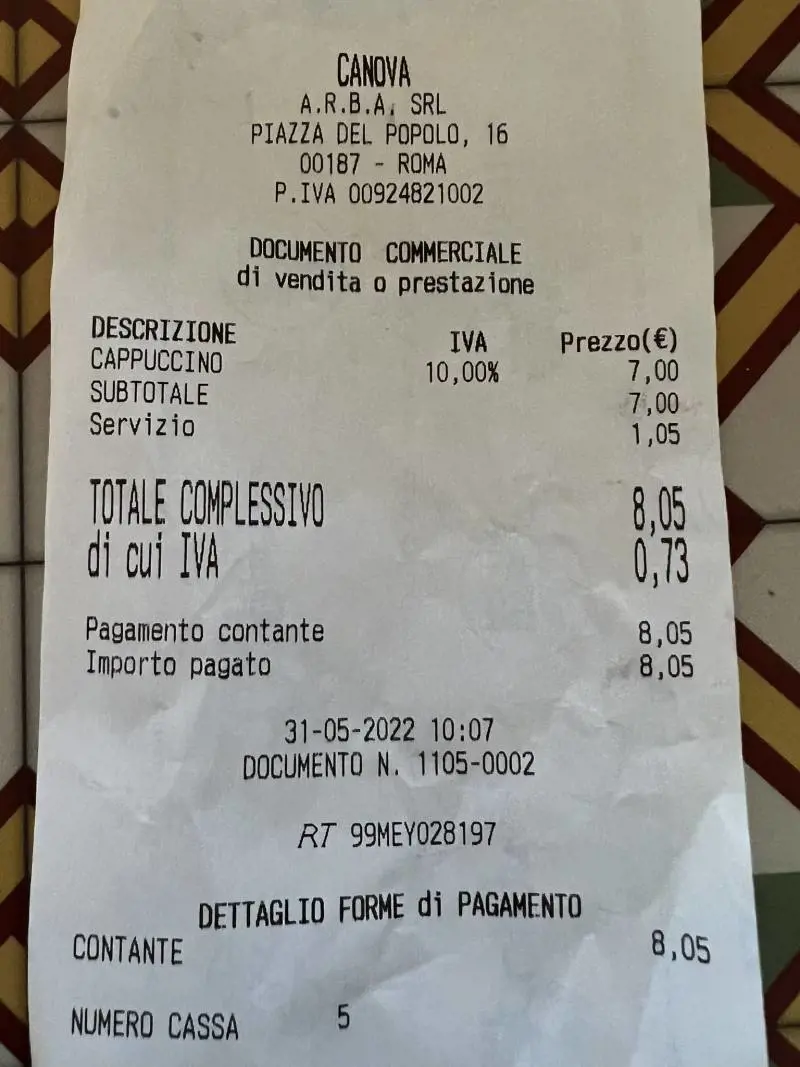 CANOVA
A.R.B.A. SRL
PIAZZA DEL POPOLO, 16
00187 - ROMA
P.IVA 00924821002
DOCUMENTO COMMERCIALE
di vendita o prestazione
DESCRIZIONE IVA Prezzo(€)
CAPPUCCINO 10,00% 7,00
SUBTOTALE 7,00
Servizio 1,05
TOTALE COMPLESSIVO 8,05
di cui IVA 0,73
Pagamento contante 8,05
Importo pagato 8,05
31-05-2022 10:07
DOCUMENTO N. 1105-0002
RT 99MEY028197
DETTAGLIO FORME di PAGAMENTO
CONTANTE 8,05
NUMERO CASSA 5